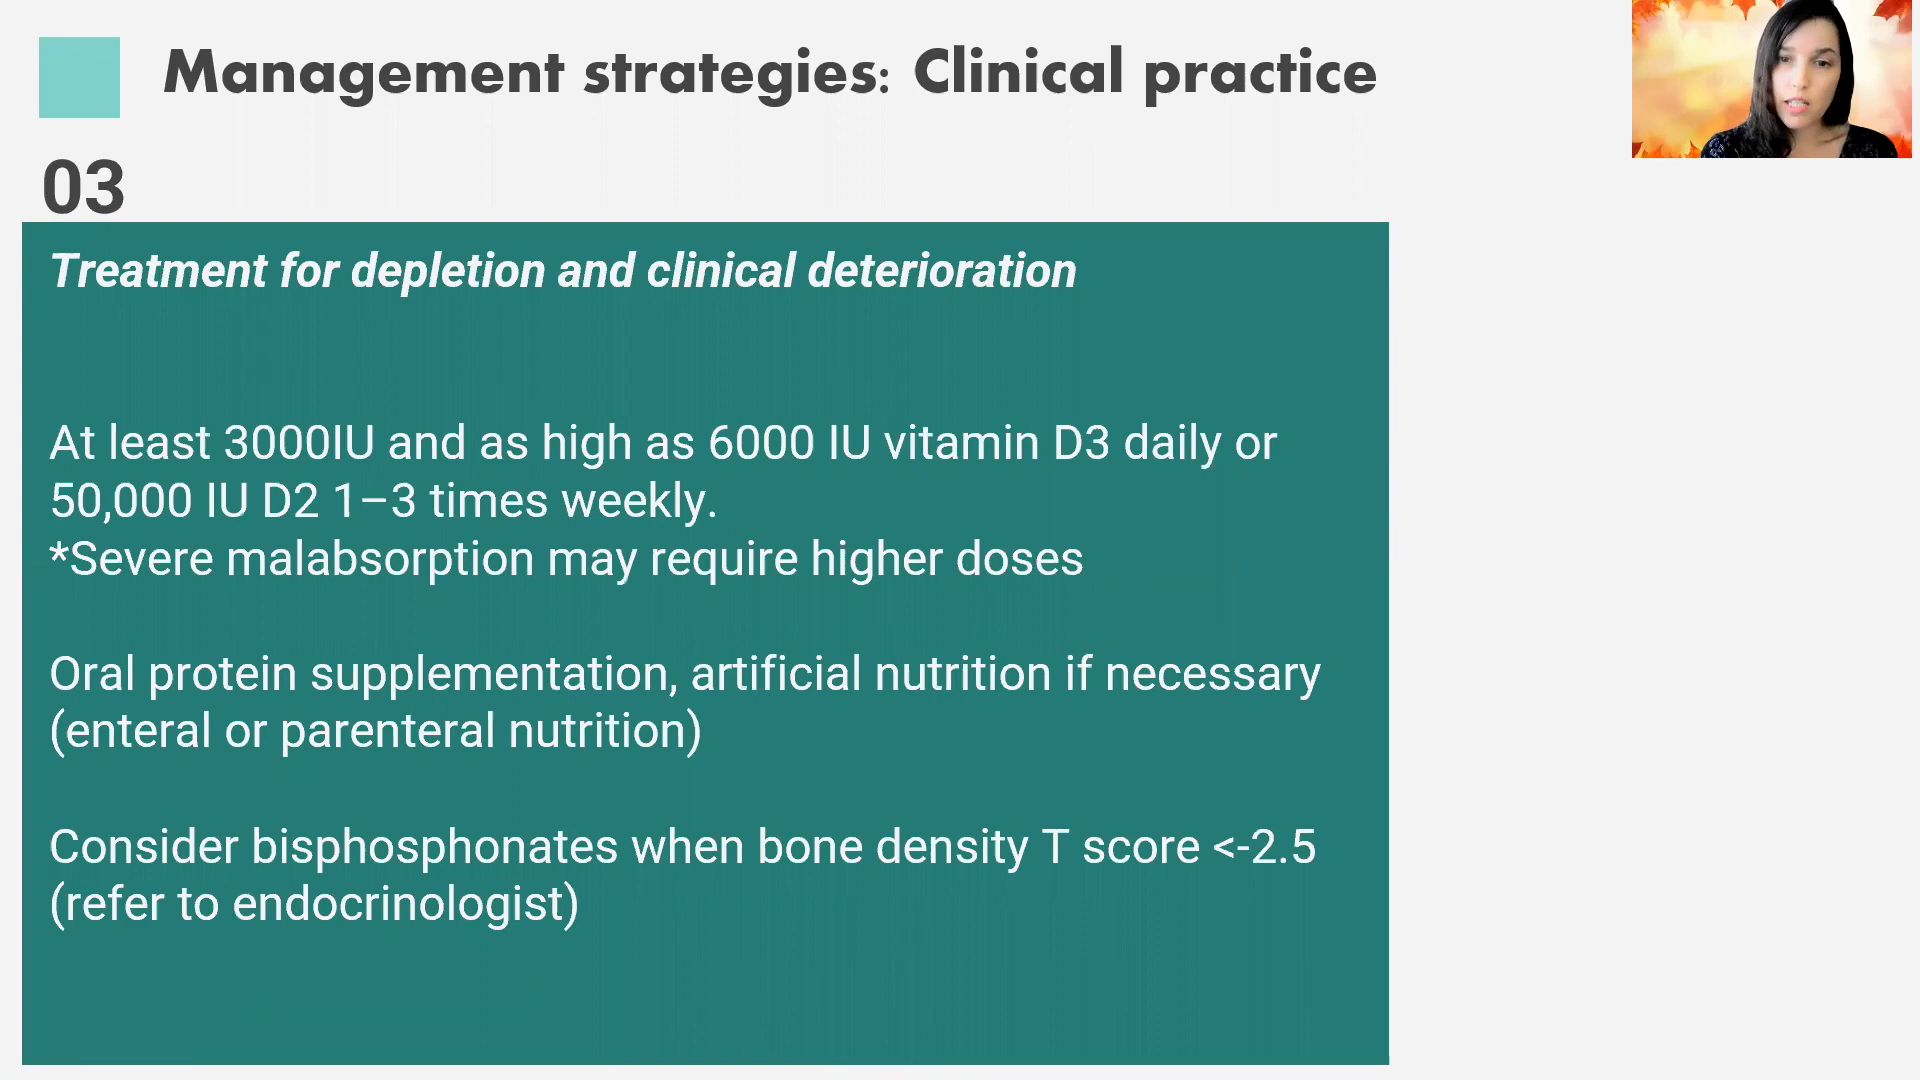 Management strategies: Clinical practice
03
Treatment for depletion and clinical deterioration
At least 3000IU and as high as 6000 IU vitamin D3 daily or
50,000 IU D2 1–3 times weekly.
*Severe malabsorption may require higher doses
Oral protein supplementation, artificial nutrition if necessary
(enteral or parenteral nutrition)
Consider bisphosphonates when bone density T score <-2.5
(refer to endocrinologist)